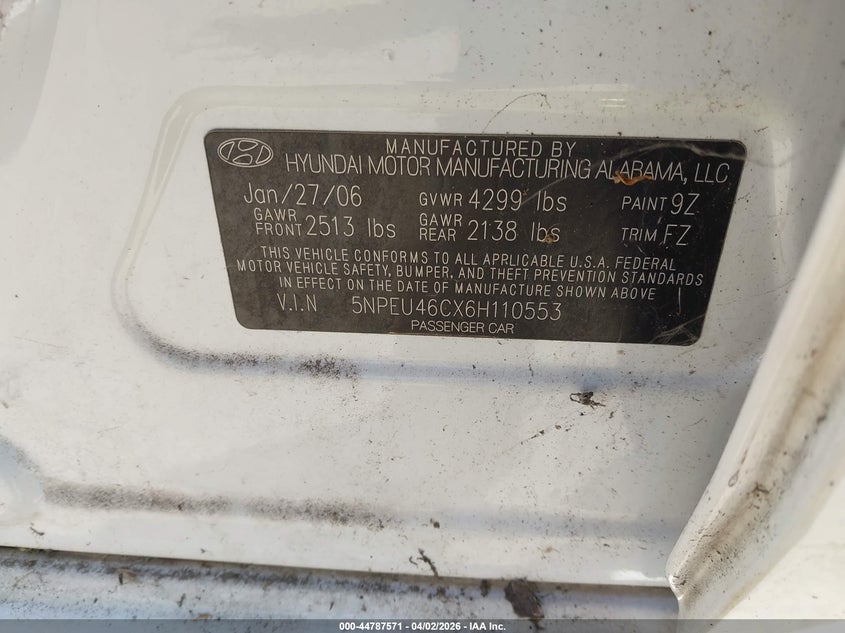 MANUFACTURED BY
HYUNDAI MOTOR MANUFACTURING ALABAMA, LLC
Jan/27/06 GVWR 4299 lbs PAINT 9Z
GAWR FRONT 2513 lbs GAWR REAR 2138 lbs TRIM FZ
THIS VEHICLE CONFORMS TO ALL APPLICABLE U.S.A. FEDERAL
MOTOR VEHICLE SAFETY, BUMPER, AND THEFT PREVENTION STANDARDS
IN EFFECT ON THE DATE OF MANUFACTURE SHOWN ABOVE
V.I.N 5NPEU46CX6H110553
PASSENGER CAR
000-44787571 04/02/2026 - IAA Inc.